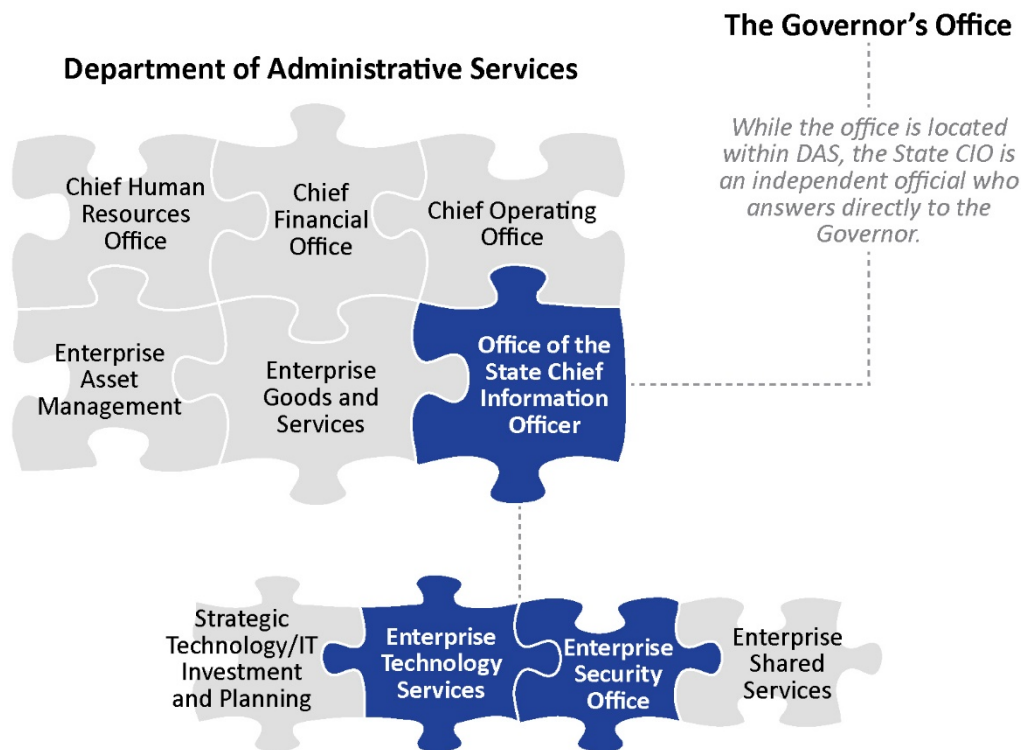 The Governor’s Office
Department of Administrative Services
While the office is located
within DAS, the State CIO is
an independent official who
answers directly to the
Governor.
Chief Human
Resources
Office
Chief
Financial
Office
Chief Operating
Office
Enterprise
Asset
Management
Enterprise
Goods and
Services
Office of the
State Chief
Information
Officer
Strategic
Technology/IT
Investment
and Planning
Enterprise
Technology
Services
Enterprise
Security
Office
Enterprise
Shared
Services